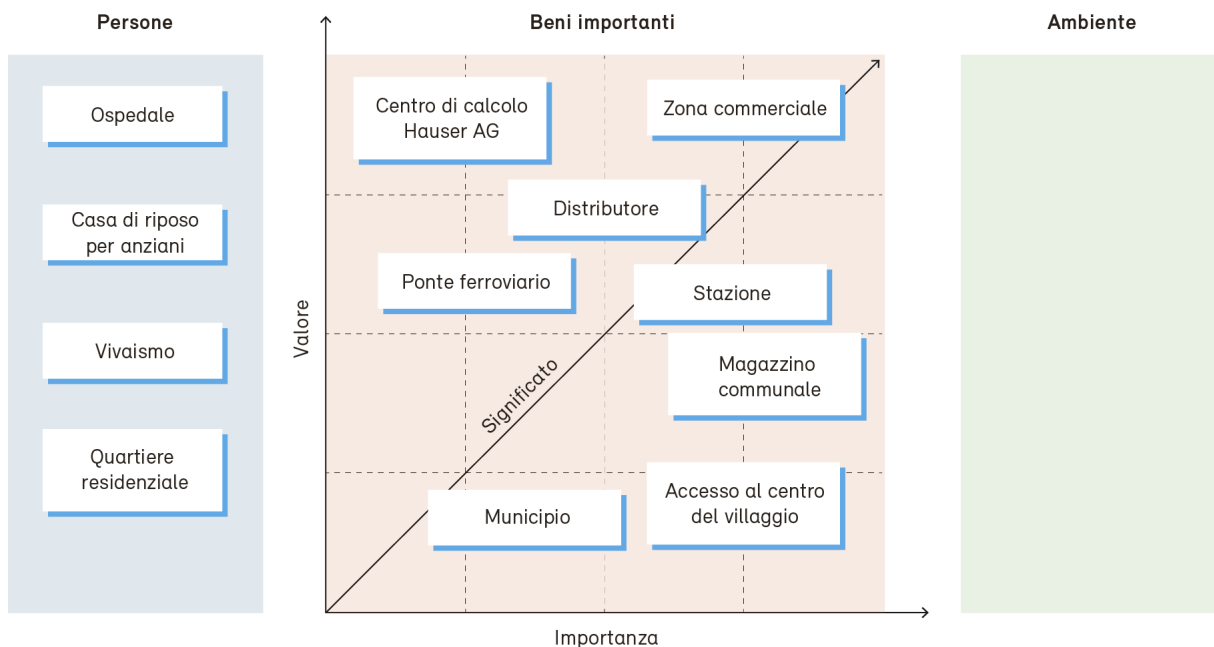 Persone
Beni importanti
Ambiente
Ospedale
Casa di riposo
per anziani
Vivaismo
Quartiere
residenziale
Valore
Centro di calcolo
Hauser AG
Zona commerciale
Distributore
Ponte ferroviario
Stazione
Magazzino
communale
Significato
Municipio
Accesso al centro
del villaggio
Importanza